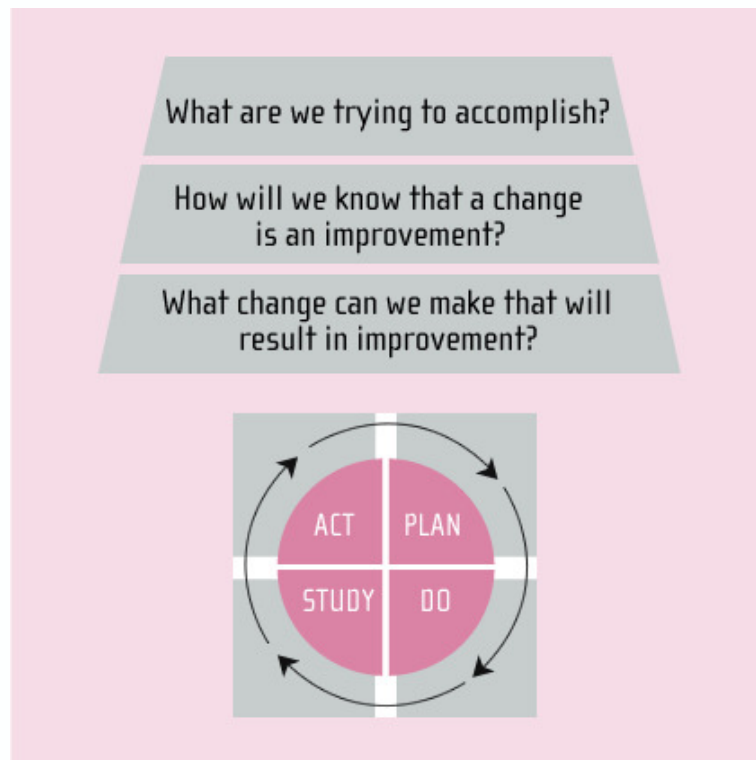 What are we trying to accomplish?
How will we know that a change
is an improvement?
What change can we make that will
result in improvement?
ACT
PLAN
STUDY
DO